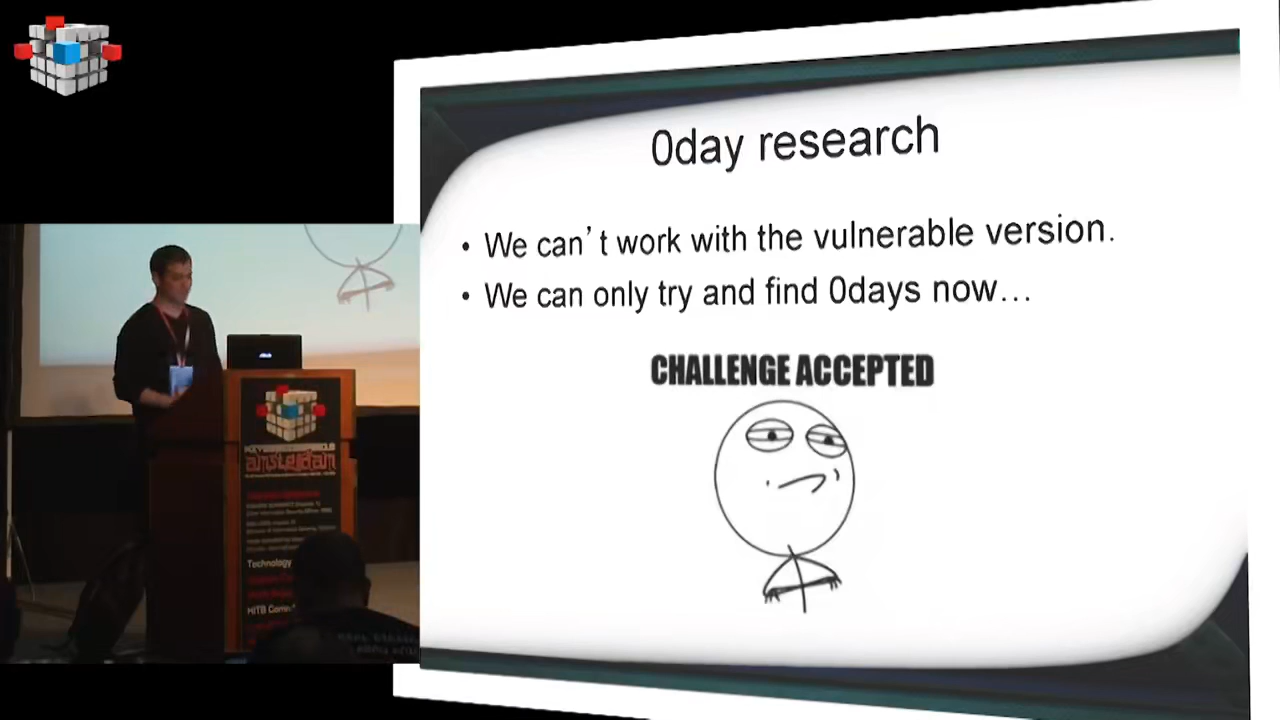 0day research
• We can’t work with the vulnerable version.
• We can only try and find 0days now…
CHALLENGE ACCEPTED
amsterdam
Technology